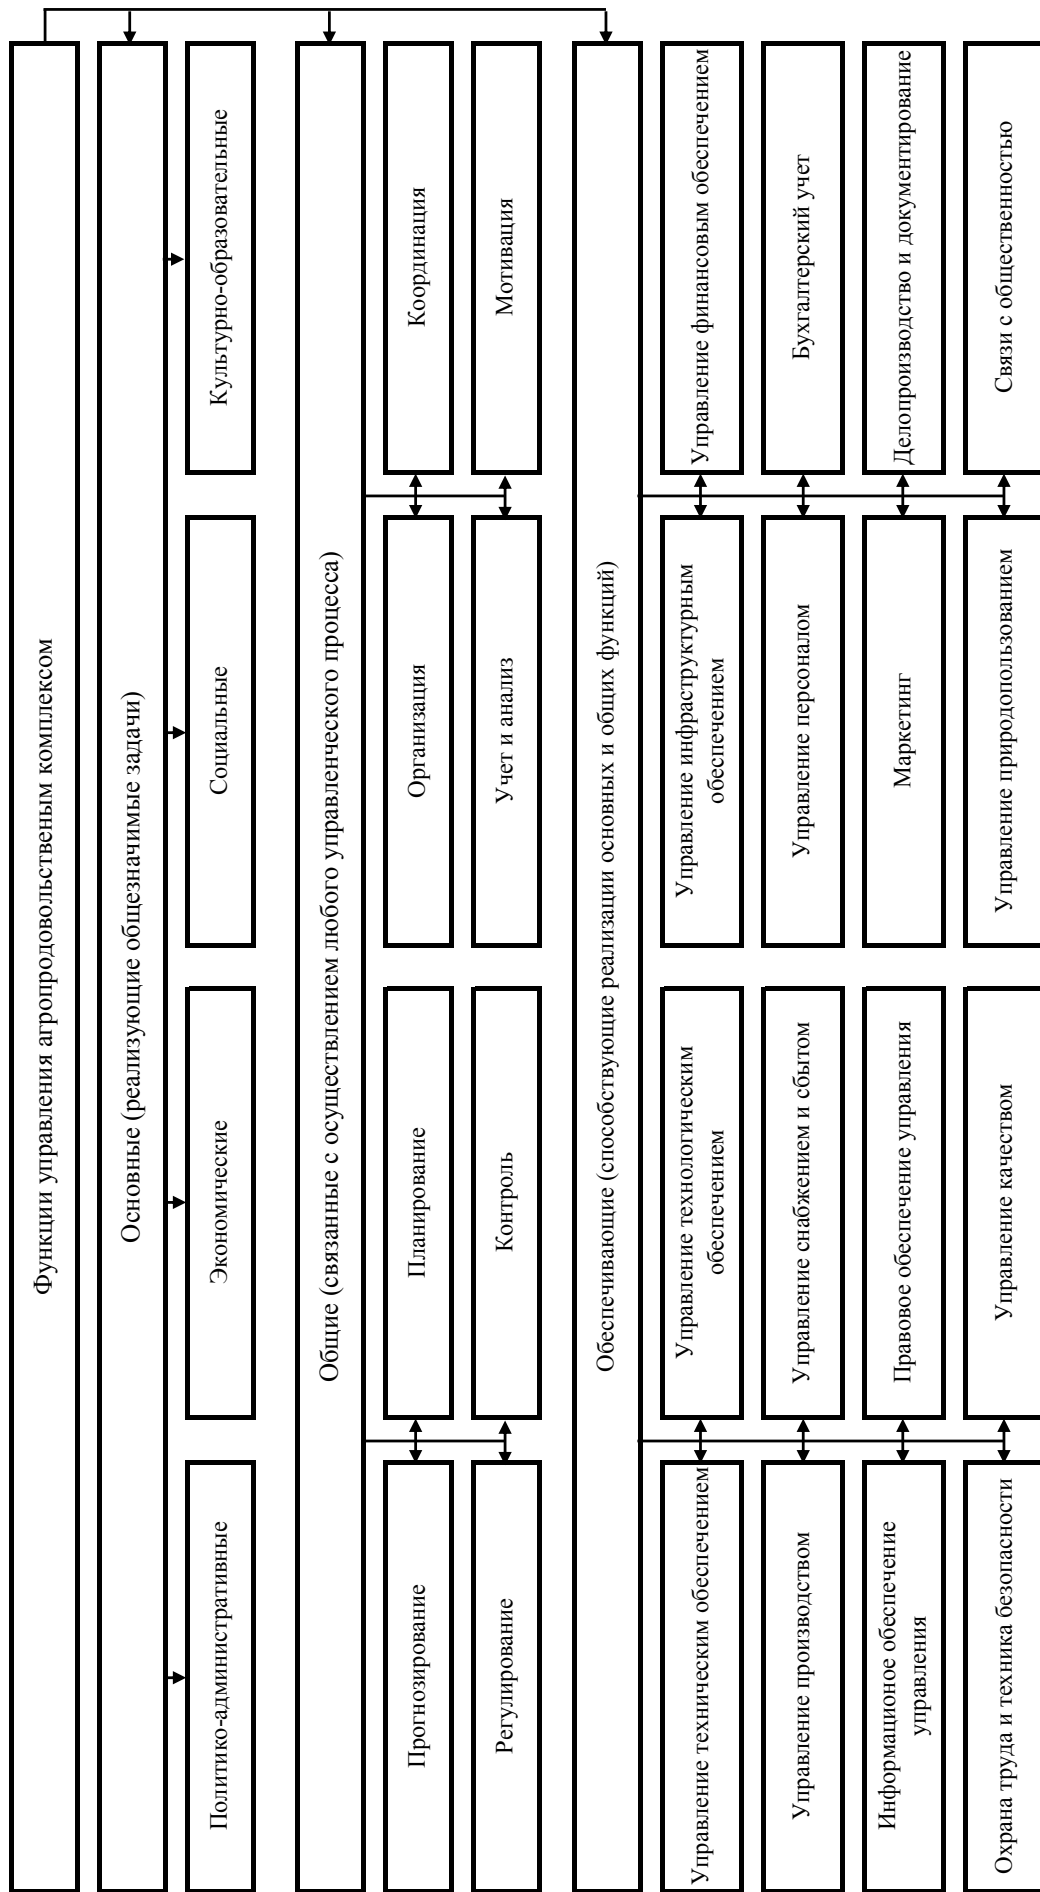 Функции управления агропродовольственым комплексом
Основные (реализующие общезначимые задачи)
Политико-административные
Экономические
Социальные
Культурно-образовательные
Общие (связанные с осуществлением любого управленческого процесса)
Прогнозирование
Планирование
Организация
Координация
Регулирование
Контроль
Учет и анализ
Мотивация
Обеспечивающие (способствующие реализации основных и общих функций)
Управление техническим обеспечением
Управление технологическим
обеспечением
Управление инфраструктурным
обеспечением
Управление финансовым обеспечением
Управление производством
Управление снабжением и сбытом
Управление персоналом
Бухгалтерский учет
Информационое обеспечение
управления
Правовое обеспечение управления
Маркетинг
Делопроизводство и документирование
Охрана труда и техника безопасности
Управление качеством
Управление природопользованием
Связи с общественностью